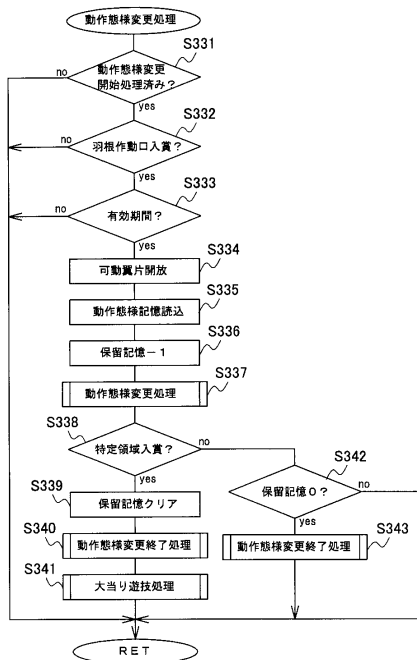 動作態様変更処理
S331
no
動作態様変更
開始処理済み？
yes
S332
no
羽根作動口入賞？
yes
S333
no
有効期間？
yes
S334
可動翼片開放
S335
動作態様記憶読込
S336
保留記憶－１
S337
動作態様変更処理
S338
特定領域入賞？
no
yes
S342
保留記憶０？
no
yes
S339
保留記憶クリア
S340
動作態様変更終了処理
S343
動作態様変更終了処理
S341
大当り遊技処理
ＲＥＴ